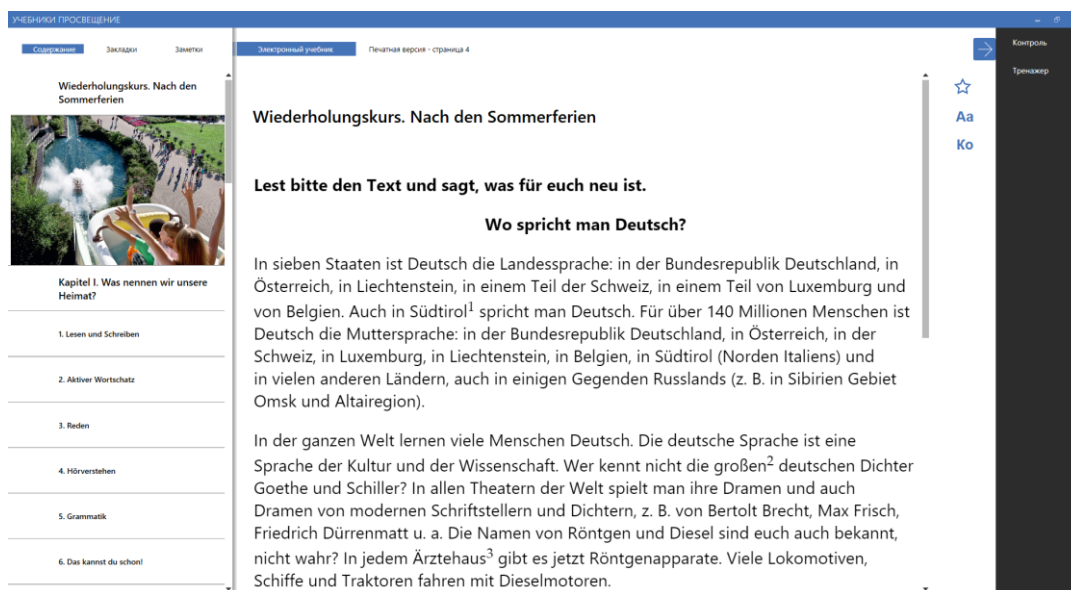 УЧЕБНИКИ ПРОСВЕЩЕНИЕ
Содержание Закладки Заметки
Wiederholungskurs. Nach den
Sommerferien
Kapitel I. Was nennen wir unsere
Heimat?
1. Lesen und Schreiben
2. Aktiver Wortschatz
3. Reden
4. Hörverstehen
5. Grammatik
6. Das kannst du schon!
Электронный учебник Печатная версия - страница 4
Wiederholungskurs. Nach den Sommerferien
Lest bitte den Text und sagt, was für euch neu ist.
Wo spricht man Deutsch?
In sieben Staaten ist Deutsch die Landessprache: in der Bundesrepublik Deutschland, in
Österreich, in Liechtenstein, in einem Teil der Schweiz, in einem Teil von Luxemburg und
von Belgien. Auch in Südtirol¹ spricht man Deutsch. Für über 140 Millionen Menschen ist
Deutsch die Muttersprache: in der Bundesrepublik Deutschland, in Österreich, in der
Schweiz, in Luxemburg, in Liechtenstein, in Belgien, in Südtirol (Norden Italiens) und
in vielen anderen Ländern, auch in einigen Gegenden Russlands (z. B. in Sibirien Gebiet
Omsk und Altairegion).
In der ganzen Welt lernen viele Menschen Deutsch. Die deutsche Sprache ist eine
Sprache der Kultur und der Wissenschaft. Wer kennt nicht die großen² deutschen Dichter
Goethe und Schiller? In allen Theatern der Welt spielt man ihre Dramen und auch
Dramen von modernen Schriftstellern und Dichtern, z. B. von Bertolt Brecht, Max Frisch,
Friedrich Dürrenmatt u. a. Die Namen von Röntgen und Diesel sind euch auch bekannt,
nicht wahr? In jedem Ärztehaus³ gibt es jetzt Röntgenapparate. Viele Lokomotiven,
Schiffe und Traktoren fahren mit Dieselmotoren.
Aa
Ko
Контроль
Тренажер